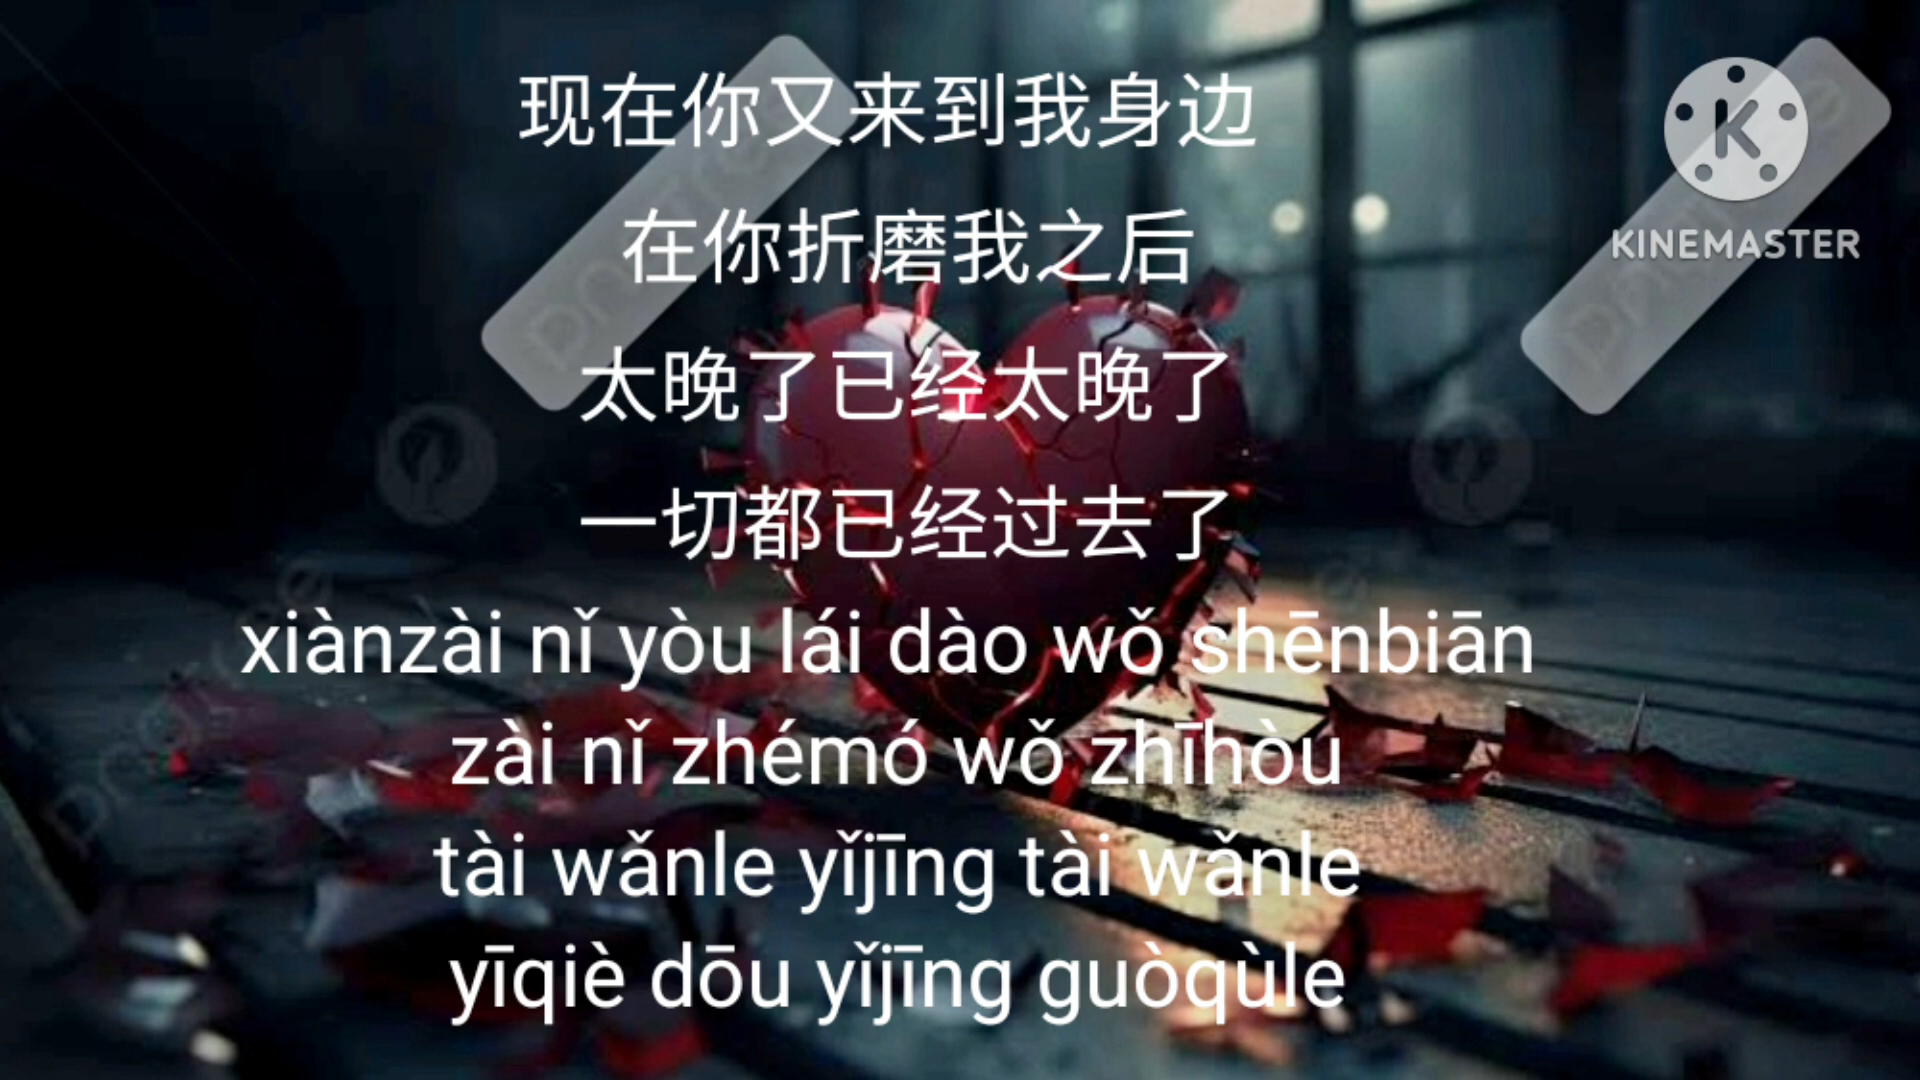 现在你又来到我身边
在你折磨我之后
太晚了已经太晚了
一切都已经过去了
xiànzài nǐ yòu lái dào wǒ shēnbiān
zài nǐ zhémó wǒ zhīhòu
tài wǎnle yǐjīng tài wǎnle
yīqiè dōu yǐjīng guòqùle
K
KINEMASTER